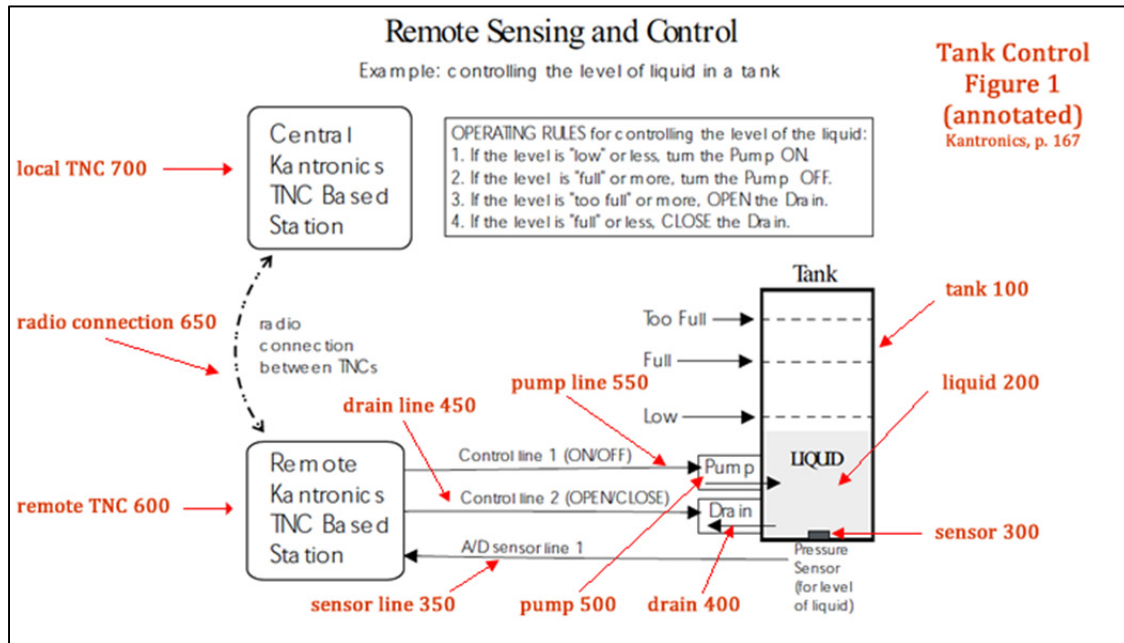 Remote Sensing and Control
Example: controlling the level of liquid in a tank
Tank Control
Figure 1
(annotated)
Kantronics, p. 167
Central
Kantronics
TNC Based
Station
local TNC 700
OPERATING RULES for controlling the level of the liquid:
1. If the level is "low" or less, turn the Pump ON.
2. If the level is "full" or more, turn the Pump OFF.
3. If the level is "too full" or more, OPEN the Drain.
4. If the level is "full" or less, CLOSE the Drain.
Tank
tank 100
radio connection 650
radio
connection
between TNCs
Too Full
Full
Low
pump line 550
drain line 450
liquid 200
Remote
Kantronics
TNC Based
Station
remote TNC 600
Control line 1 (ON/OFF)
Pump
LIQUID
Control line 2 (OPEN/CLOSE)
Drain
sensor 300
A/D sensor line 1
Pressure
Sensor
(for level
of liquid)
sensor line 350
pump 500
drain 400